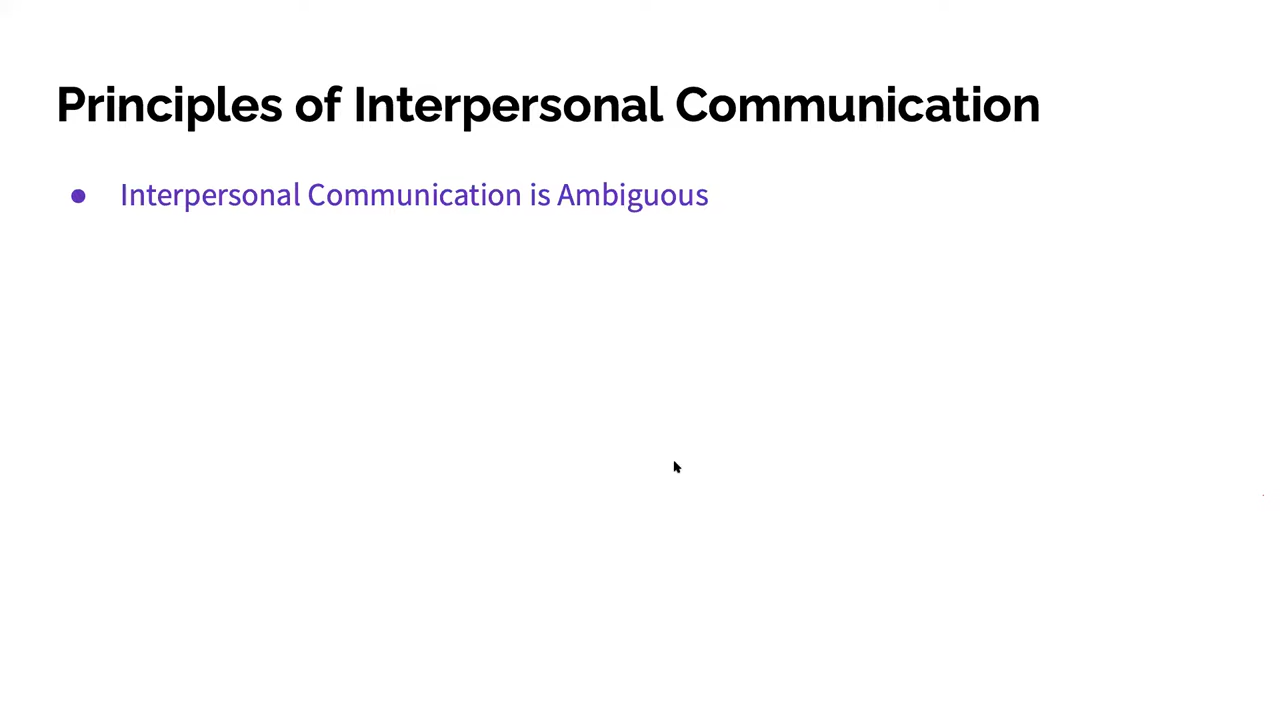 Principles of Interpersonal Communication
● Interpersonal Communication is Ambiguous